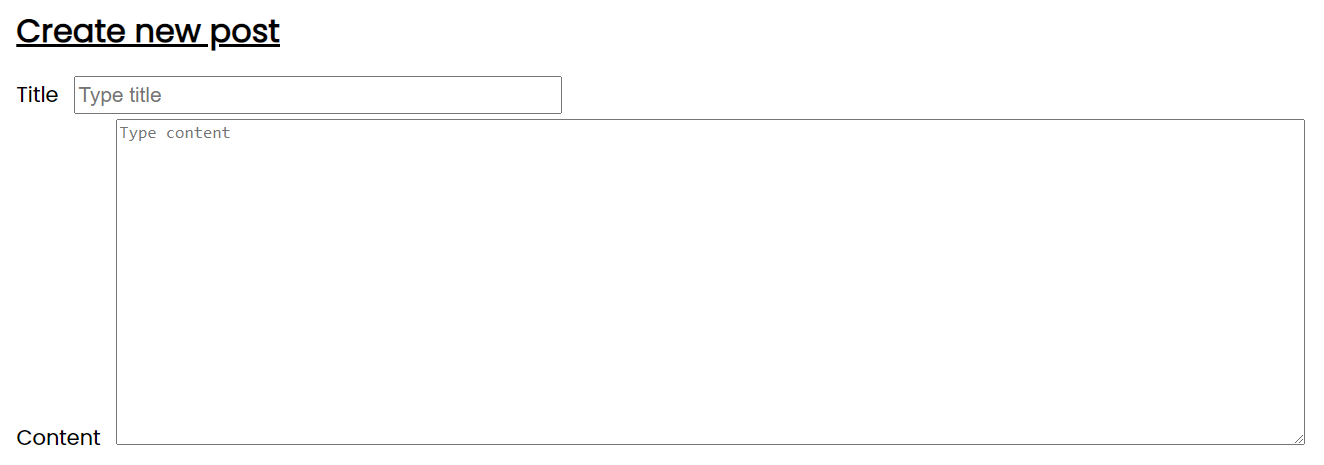 Create new post
Title Type title
Type content
Content